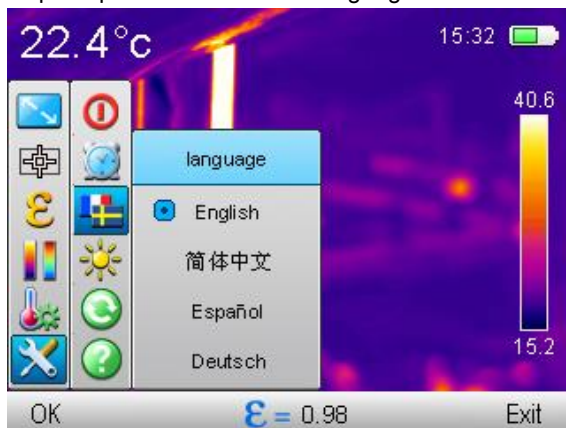 22.4°c
15:32
40.6
language
English
简体中文
Español
Deutsch
15.2
OK
ε = 0.98
Exit